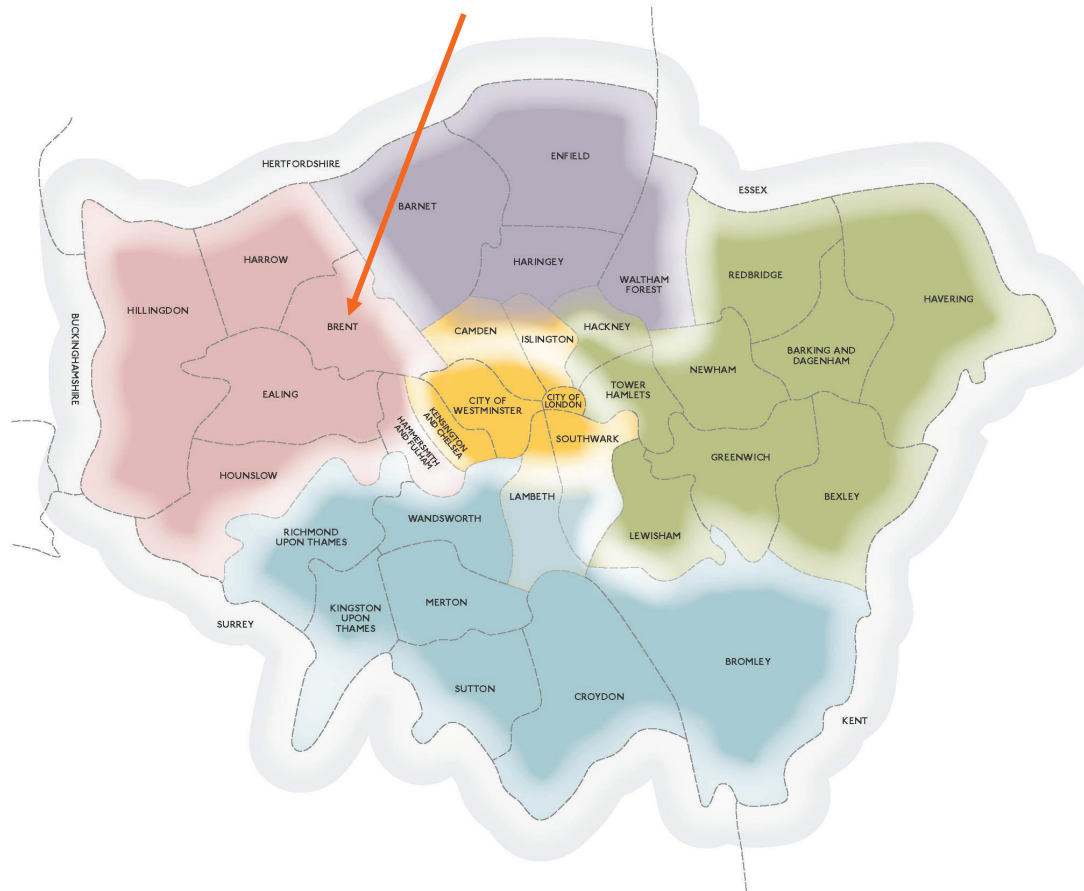 ENFIELD
HERTFORDSHIRE
ESSEX
BARNET
HARROW
HARINGEY
REDBRIDGE
WALTHAM
FOREST
HAVERING
HILLINGDON
BRENT
CAMDEN
HACKNEY
ISLINGTON
BUCKINGHAMSHIRE
BARKING AND
DAGENHAM
NEWHAM
EALING
TOWER
HAMLETS
CITY OF
WESTMINSTER
CITY OF
LONDON
KENSINGTON
AND CHELSEA
HAMMERSMITH
AND FULHAM
SOUTHWARK
GREENWICH
HOUNSLOW
LAMBETH
BEXLEY
WANDSWORTH
RICHMOND
UPON THAMES
LEWISHAM
MERTON
KINGSTON
UPON
THAMES
SURREY
BROMLEY
SUTTON
CROYDON
KENT